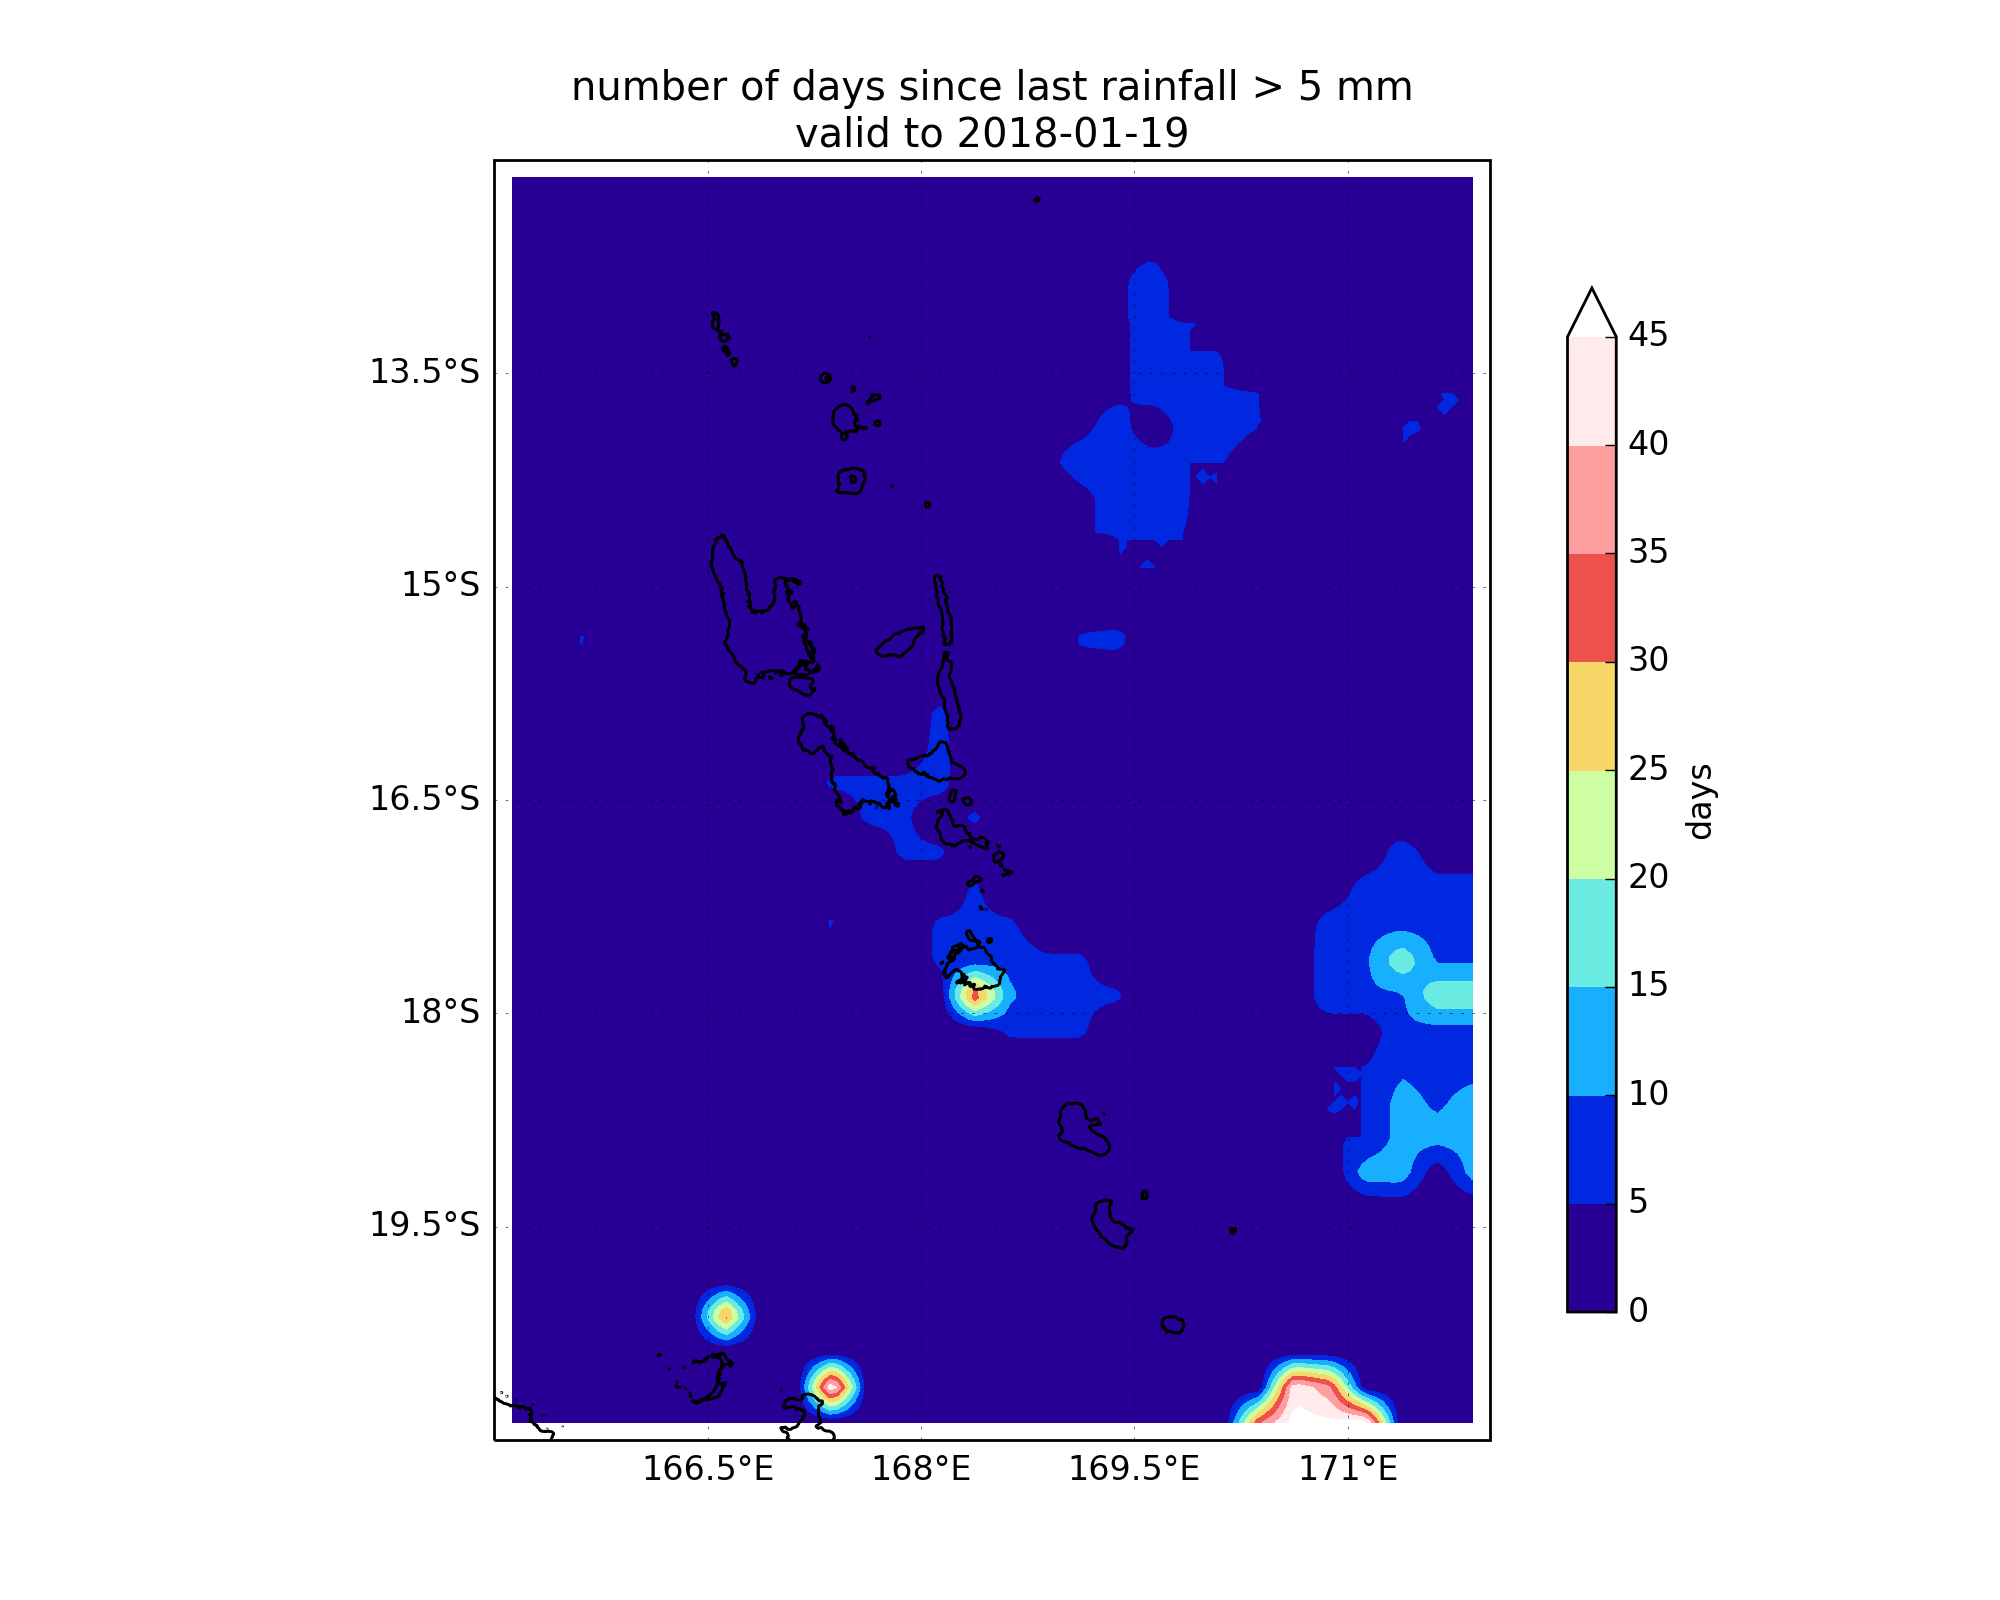 number of days since last rainfall > 5 mm
valid to 2018-01-19
13.5°S
15°S
16.5°S
18°S
19.5°S
166.5°E
168°E
169.5°E
171°E
45
40
35
30
25
20
15
10
5
0
days